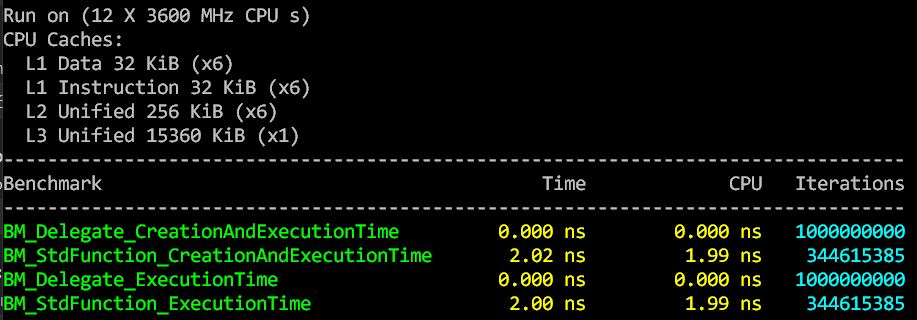 Run on (12 X 3600 MHz CPU s)
CPU Caches:
  L1 Data 32 KiB (x6)
  L1 Instruction 32 KiB (x6)
  L2 Unified 256 KiB (x6)
  L3 Unified 15360 KiB (x1)
--------------------------------------------------------------------------------
Benchmark                                      Time             CPU   Iterations
--------------------------------------------------------------------------------
BM_Delegate_CreationAndExecutionTime       0.000 ns        0.000 ns   1000000000
BM_StdFunction_CreationAndExecutionTime     2.02 ns         1.99 ns    344615385
BM_Delegate_ExecutionTime                  0.000 ns        0.000 ns   1000000000
BM_StdFunction_ExecutionTime                2.00 ns         1.99 ns    344615385